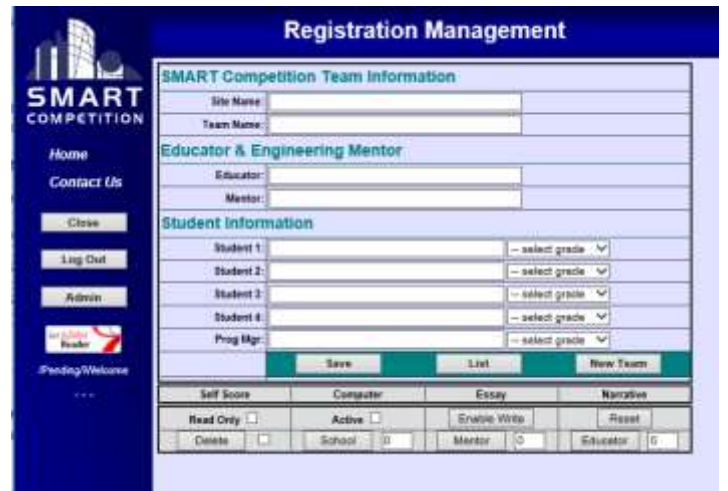 Registration Management
SMART
COMPETITION
Home
Contact Us
Close
Log Out
Admin
Reader
/Pending/Welcome
SMART Competition Team Information
Site Name:
Team Name:
Educator & Engineering Mentor
Educator:
Mentor:
Student Information
Student 1: -- select grade
Student 2: -- select grade
Student 3: -- select grade
Student 4: -- select grade
Prog Mgr: -- select grade
Save List New Team
Self Score Computer Essay Narrative
Read Only Active Enable Write Reset
Delete School 0 Mentor 0 Educator 0